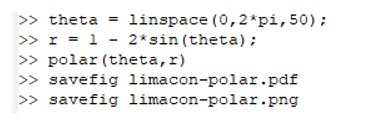 >> theta = linspace(0,2*pi,50);
>> r = 1 - 2*sin(theta);
>> polar(theta,r)
>> savefig limacon-polar.pdf
>> savefig limacon-polar.png